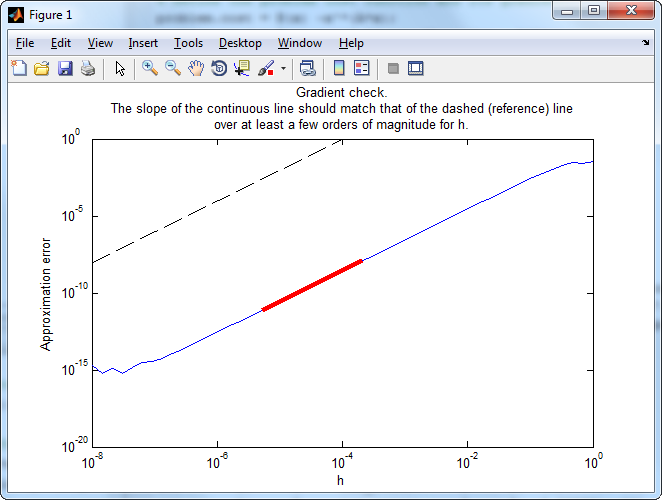 Figure 1
File Edit View Insert Tools Desktop Window Help
Gradient check.
The slope of the continuous line should match that of the dashed (reference) line
over at least a few orders of magnitude for h.
Approximation error
10^0
10^-5
10^-10
10^-15
10^-20
10^-8 10^-6 10^-4 10^-2 10^0
h